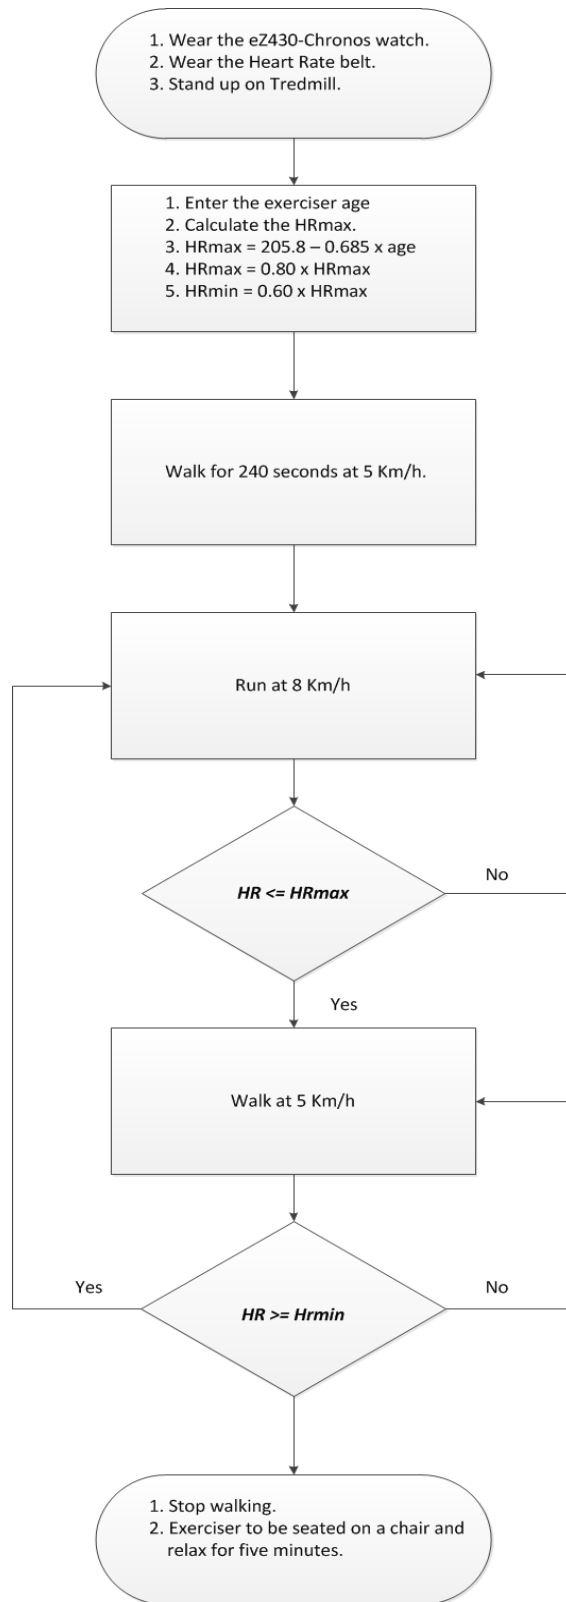 1. Wear the eZ430-Chronos watch.
2. Wear the Heart Rate belt.
3. Stand up on Tredmill.
1. Enter the exerciser age
2. Calculate the HRmax.
3. HRmax = 205.8 – 0.685 x age
4. HRmax = 0.80 x HRmax
5. HRmin = 0.60 x HRmax
Walk for 240 seconds at 5 Km/h.
Run at 8 Km/h
HR <= HRmax
No
Yes
Walk at 5 Km/h
Yes
HR >= Hrmin
No
1. Stop walking.
2. Exerciser to be seated on a chair and
relax for five minutes.